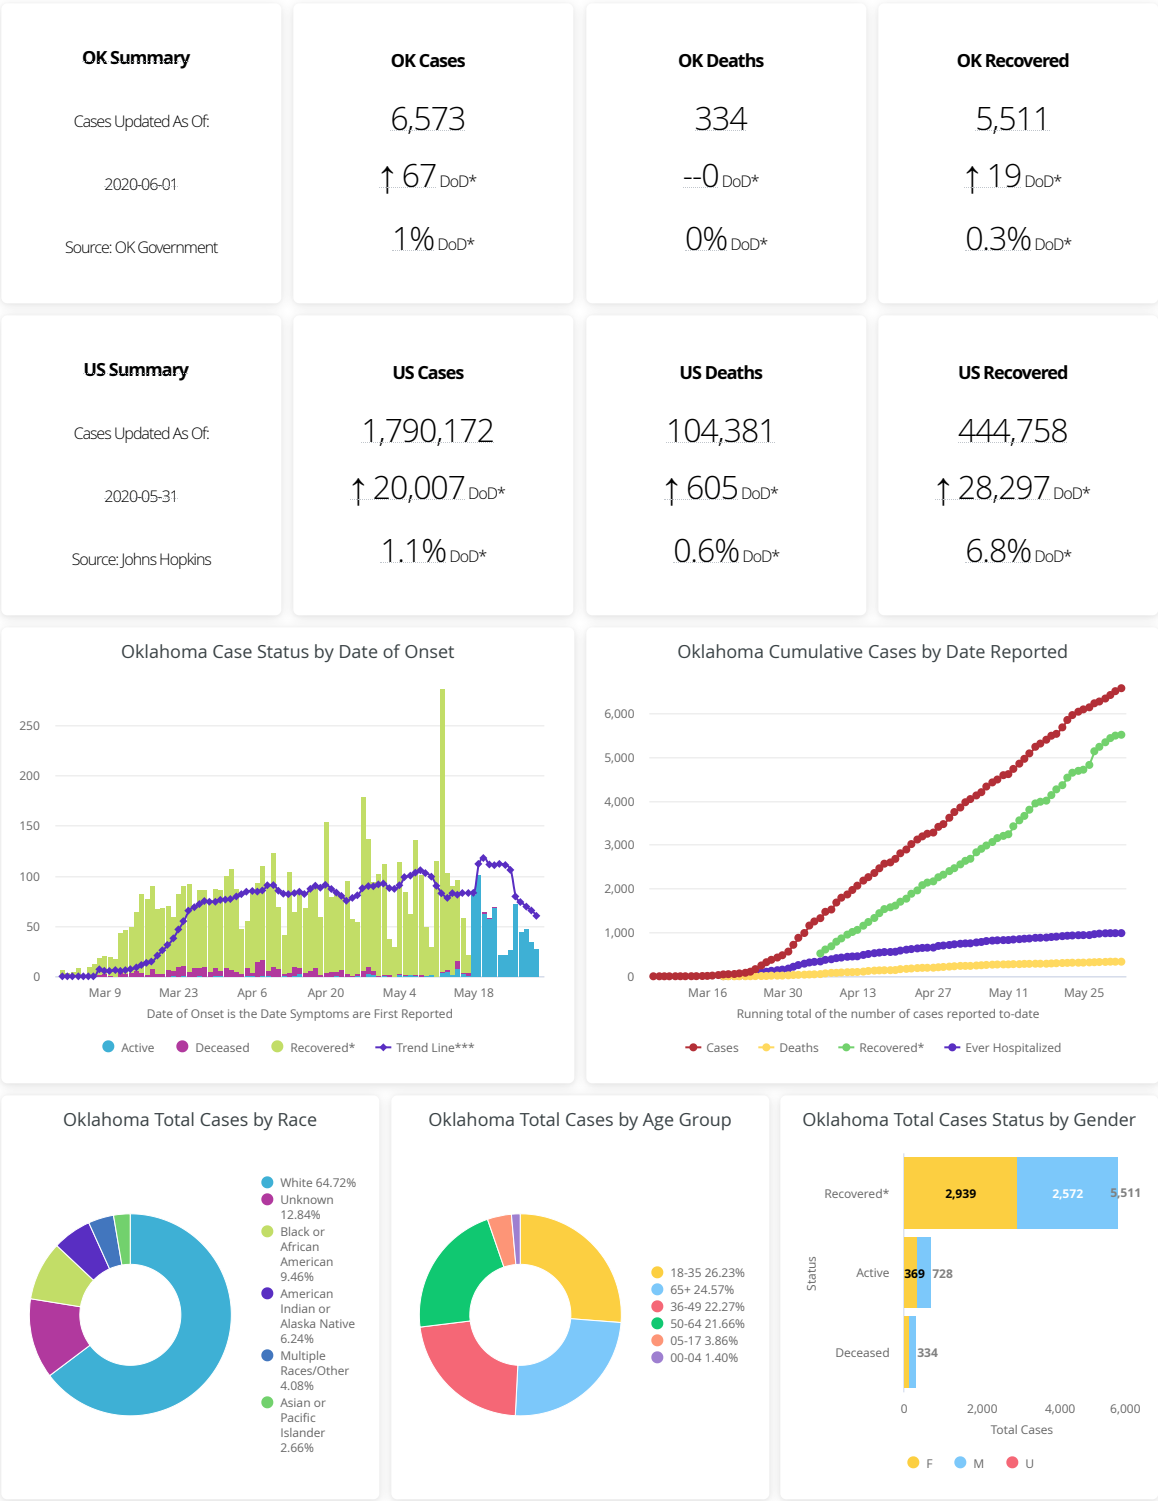 OK Summary
Cases Updated As Of:
2020-06-01
Source: OK Government
OK Cases
6,573
↑ 67 DoD*
1% DoD*
OK Deaths
334
--0 DoD*
0% DoD*
OK Recovered
5,511
↑ 19 DoD*
0.3% DoD*
US Summary
Cases Updated As Of:
2020-05-31
Source: Johns Hopkins
US Cases
1,790,172
↑ 20,007 DoD*
1.1% DoD*
US Deaths
104,381
↑ 605 DoD*
0.6% DoD*
US Recovered
444,758
↑ 28,297 DoD*
6.8% DoD*
Oklahoma Case Status by Date of Onset
250
200
150
100
50
0
Mar 9 Mar 23 Apr 6 Apr 20 May 4 May 18
Date of Onset is the Date Symptoms are First Reported
Active Deceased Recovered* Trend Line***
Oklahoma Cumulative Cases by Date Reported
6,000
5,000
4,000
3,000
2,000
1,000
0
Mar 16 Mar 30 Apr 13 Apr 27 May 11 May 25
Running total of the number of cases reported to-date
Cases Deaths Recovered* Ever Hospitalized
Oklahoma Total Cases by Race
White 64.72%
Unknown
12.84%
Black or
African
American
9.46%
American
Indian or
Alaska Native
6.24%
Multiple
Races/Other
4.08%
Asian or
Pacific
Islander
2.66%
Oklahoma Total Cases by Age Group
18-35 26.23%
65+ 24.57%
36-49 22.27%
50-64 21.66%
05-17 3.86%
00-04 1.40%
Oklahoma Total Cases Status by Gender
Status
Recovered* 2,939 2,572 5,511
Active 369 728
Deceased 334
0 2,000 4,000 6,000
Total Cases
F M U